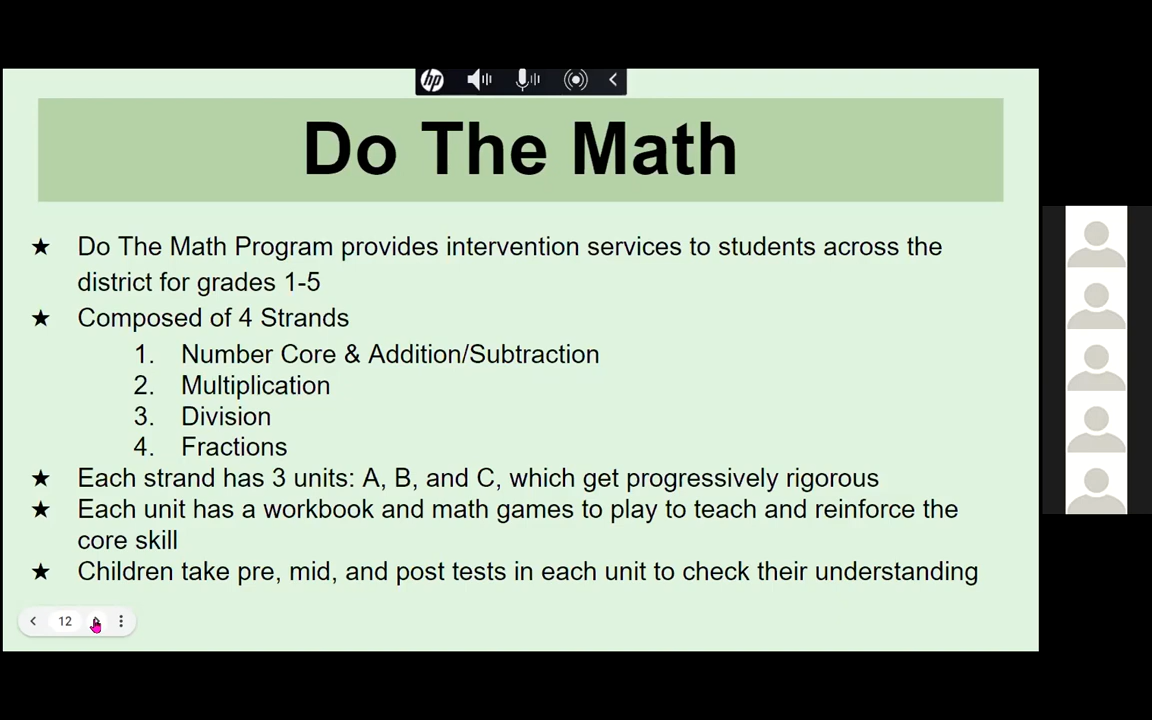 hp
Do The Math
★ Do The Math Program provides intervention services to students across the
district for grades 1-5
★ Composed of 4 Strands
1. Number Core & Addition/Subtraction
2. Multiplication
3. Division
4. Fractions
★ Each strand has 3 units: A, B, and C, which get progressively rigorous
★ Each unit has a workbook and math games to play to teach and reinforce the
core skill
★ Children take pre, mid, and post tests in each unit to check their understanding
12